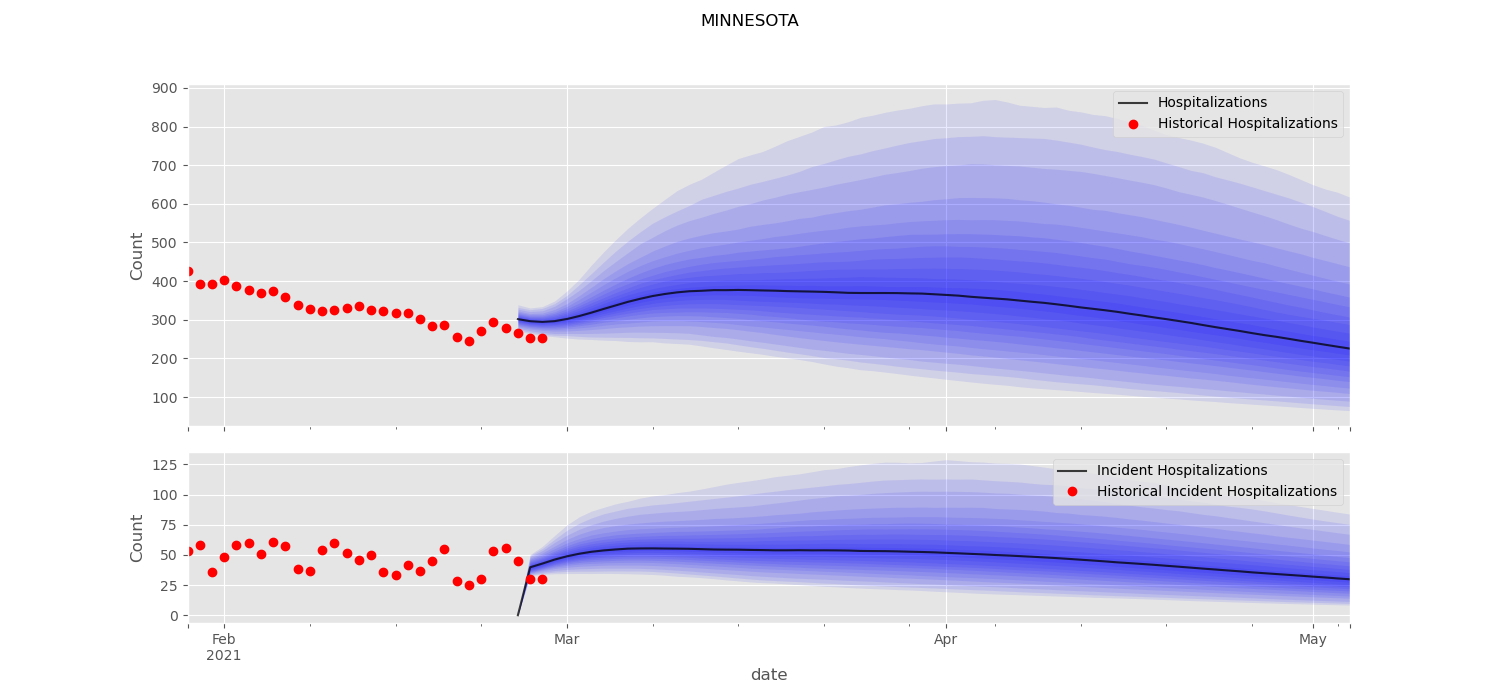 MINNESOTA
900
800
700
600
500
400
300
200
100
Count
Hospitalizations
Historical Hospitalizations
125
100
75
50
25
0
Count
Incident Hospitalizations
Historical Incident Hospitalizations
Feb
2021
Mar
Apr
May
date